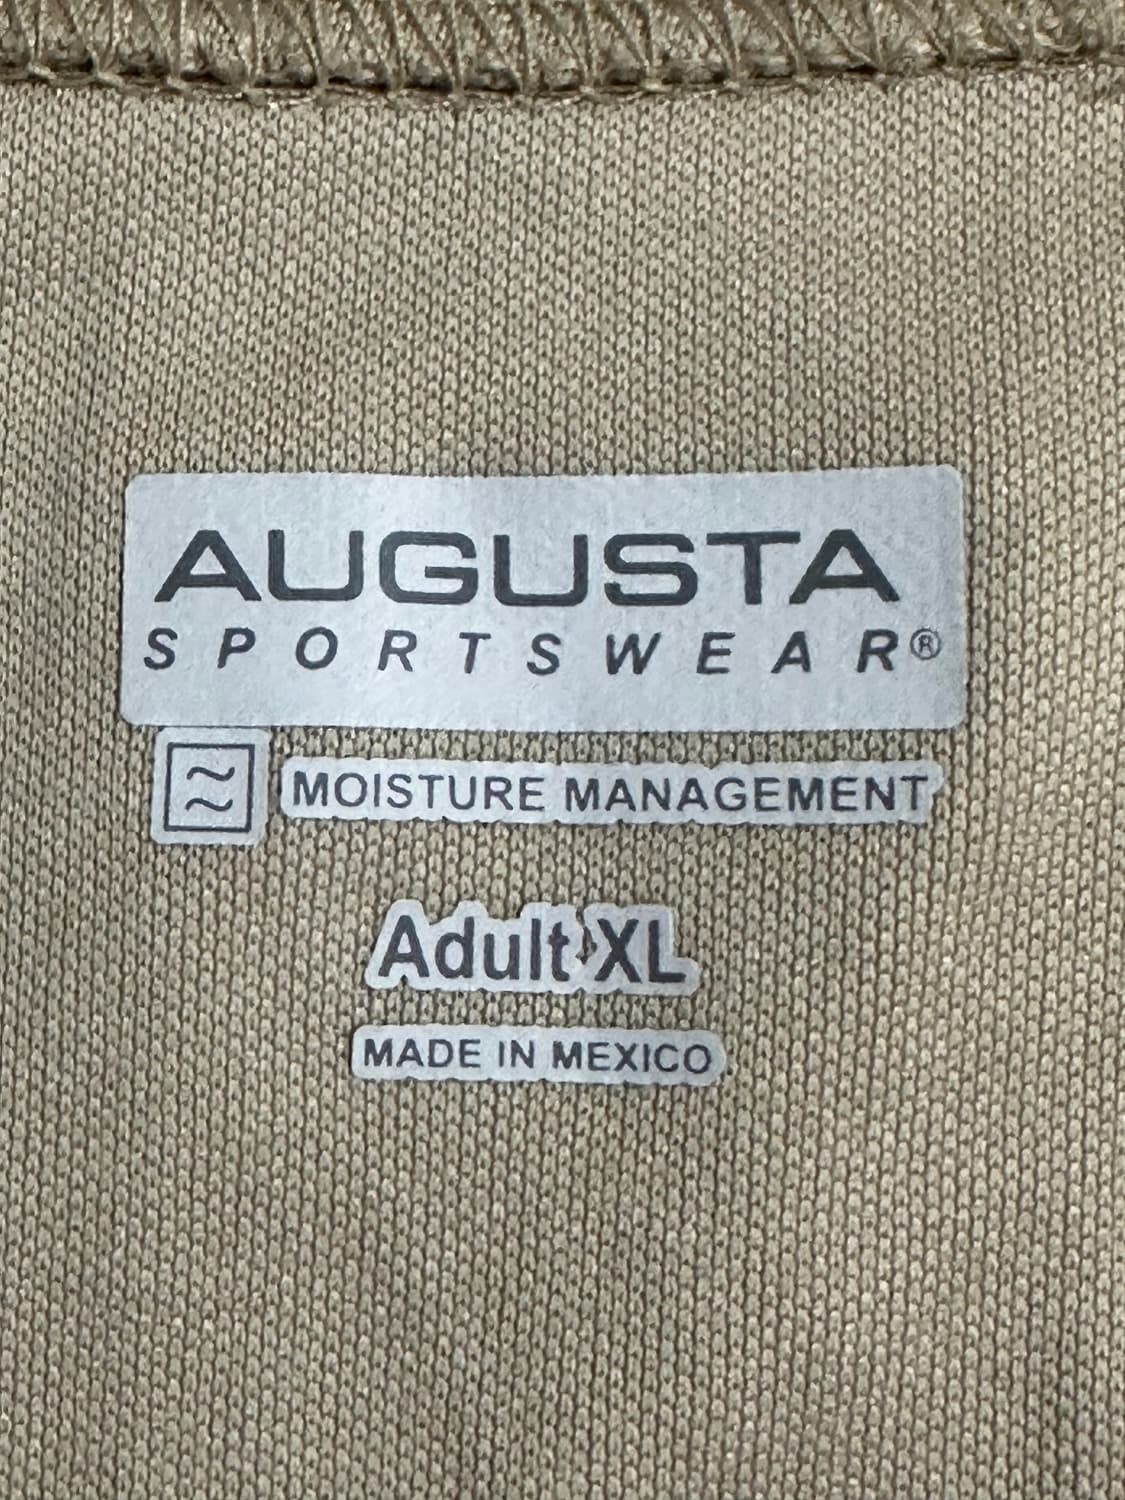 AUGUSTA
SPORTSWEAR®
MOISTURE MANAGEMENT
Adult XL
MADE IN MEXICO